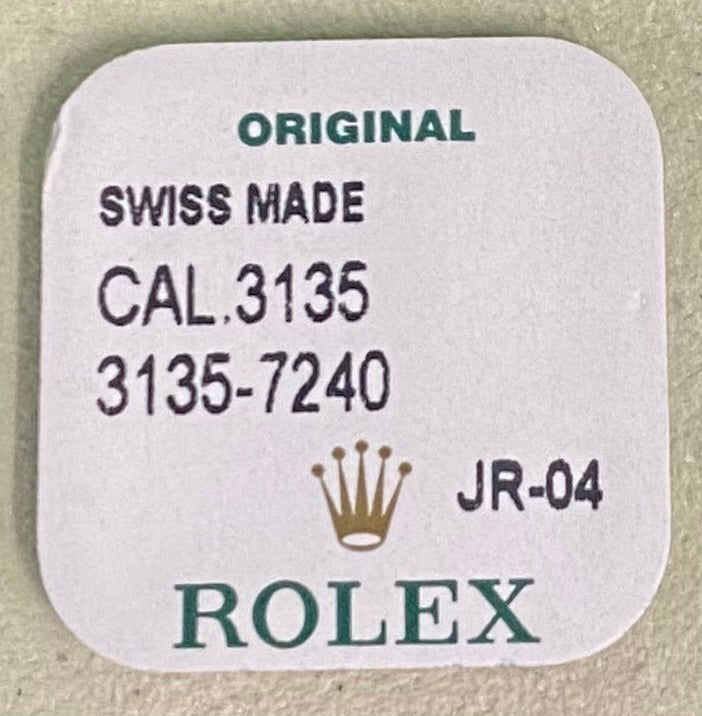 ORIGINAL
SWISS MADE
CAL.3135
3135-7240
JR-04
ROLEX